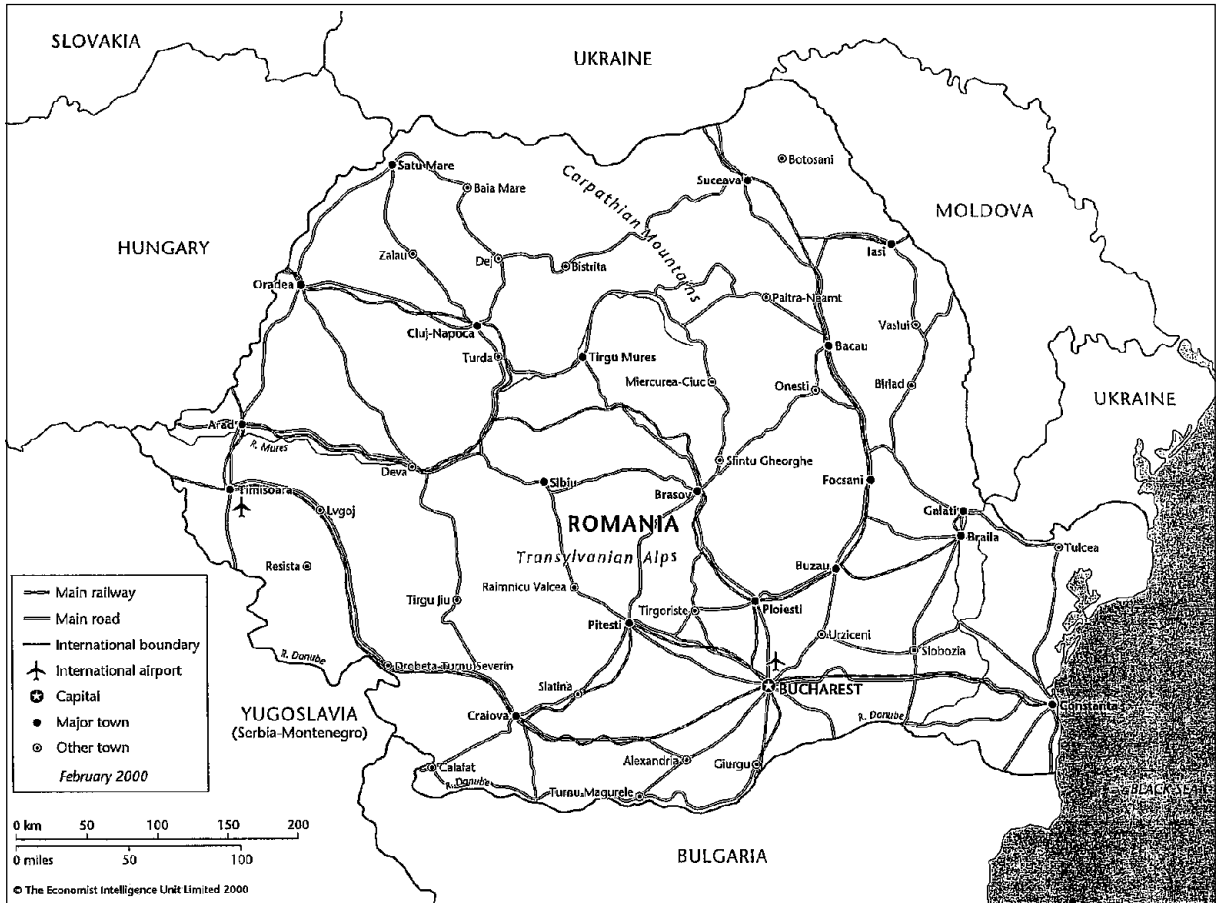 SLOVAKIA
UKRAINE
Botosani
Satu Mare
Baia Mare
Suceava
Carpathian Mountains
MOLDOVA
HUNGARY
Iasi
Zalau
Dej
Bistrita
Oradea
Paitra-Neamt
Cluj-Napoca
Vaslui
Turda
Tirgu Mures
Bacau
Miercurea-Ciuc
Onesti
Birlad
UKRAINE
Arad
R. Mures
Deva
Sfintu Gheorghe
Sibiu
Focsani
Timisoara
Brasov
Lvgoj
ROMANIA
Galati
Braila
Tulcea
Transylvanian Alps
Resista
Buzau
Raimnicu Valcea
Tirgu Jiu
Tirgoriste
Ploiesti
Pitesti
Urziceni
Slobozia
R. Danube
Drobeta-Turnu Severin
BUCHAREST
Slatina
Constanta
Craiova
R. Danube
YUGOSLAVIA
(Serbia-Montenegro)
Calafat
Alexandria
Giurgu
R. Danube
Turnu Magurele
BLACK SEA
BULGARIA
Main railway
Main road
International boundary
International airport
Capital
Major town
Other town
February 2000
0 km 50 100 150 200
0 miles 50 100
© The Economist Intelligence Unit Limited 2000